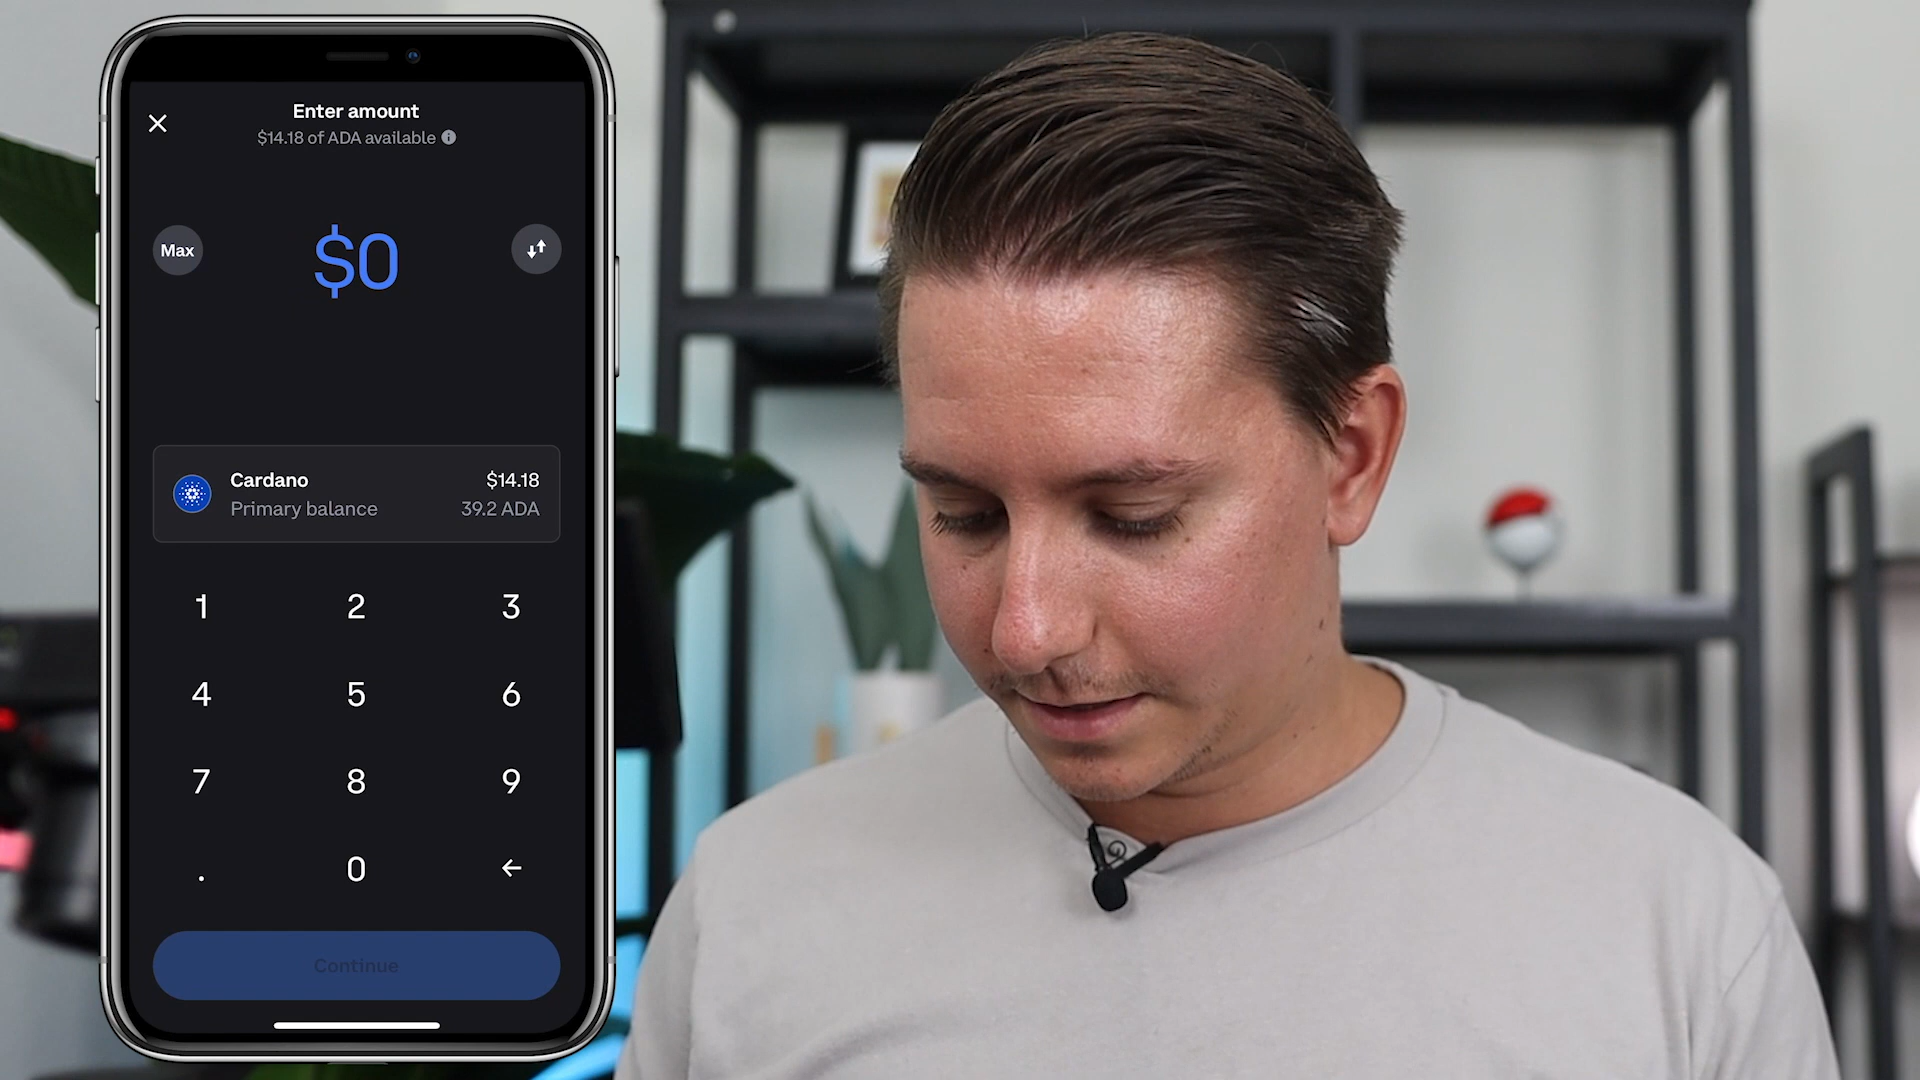 Enter amount
$14.18 of ADA available
Max
$0
Cardano
$14.18
Primary balance
39.2 ADA
1 2 3
4 5 6
7 8 9
. 0
Continue